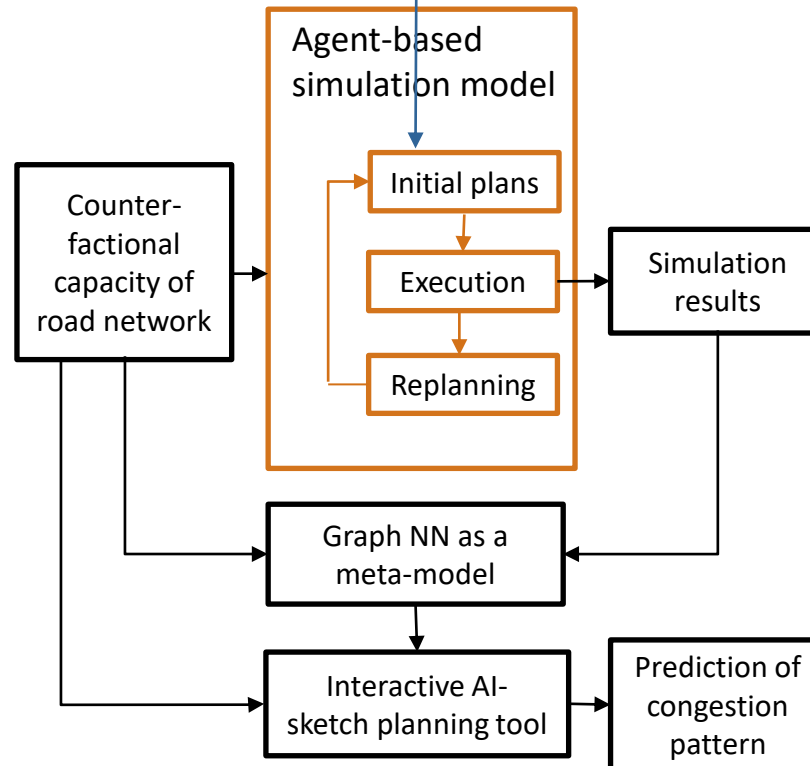 Agent-based
simulation model
Initial plans
Counter-
factional
capacity of
road network
Execution
Simulation
results
Replanning
Graph NN as a
meta-model
Interactive AI-
sketch planning tool
Prediction of
congestion
pattern